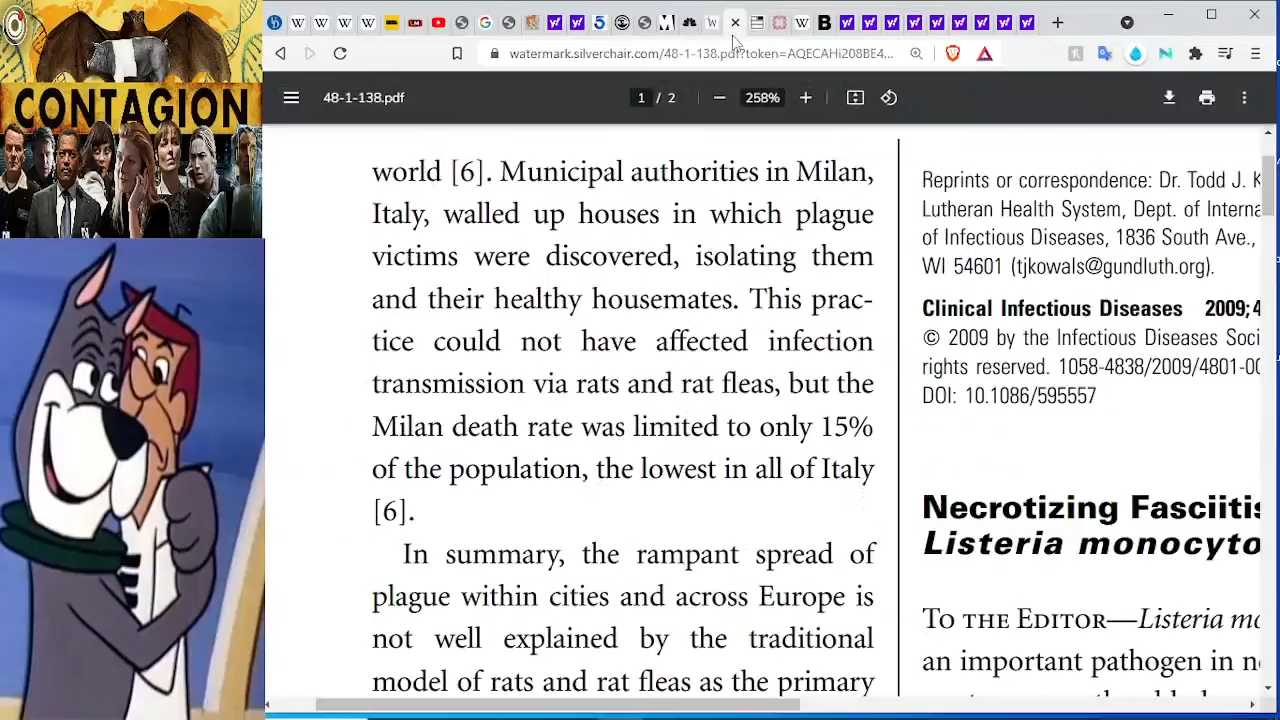 CONTAGION
watermark.silverchair.com/48-1-138.pdf?token=AQECAHi208BE4...
48-1-138.pdf
1 / 2
258%
world [6]. Municipal authorities in Milan,
Italy, walled up houses in which plague
victims were discovered, isolating them
and their healthy housemates. This prac-
tice could not have affected infection
transmission via rats and rat fleas, but the
Milan death rate was limited to only 15%
of the population, the lowest in all of Italy
[6].
In summary, the rampant spread of
plague within cities and across Europe is
not well explained by the traditional
model of rats and rat fleas as the primary
Reprints or correspondence: Dr. Todd J. K
Lutheran Health System, Dept. of Interna
of Infectious Diseases, 1836 South Ave.,
WI 54601 (tjkowals@gundluth.org).
Clinical Infectious Diseases 2009;4
© 2009 by the Infectious Diseases Soci
rights reserved. 1058-4838/2009/4801-00
DOI: 10.1086/595557
Necrotizing Fasciitis
Listeria monocyto
TO THE EDITOR—Listeria mo
an important pathogen in ne